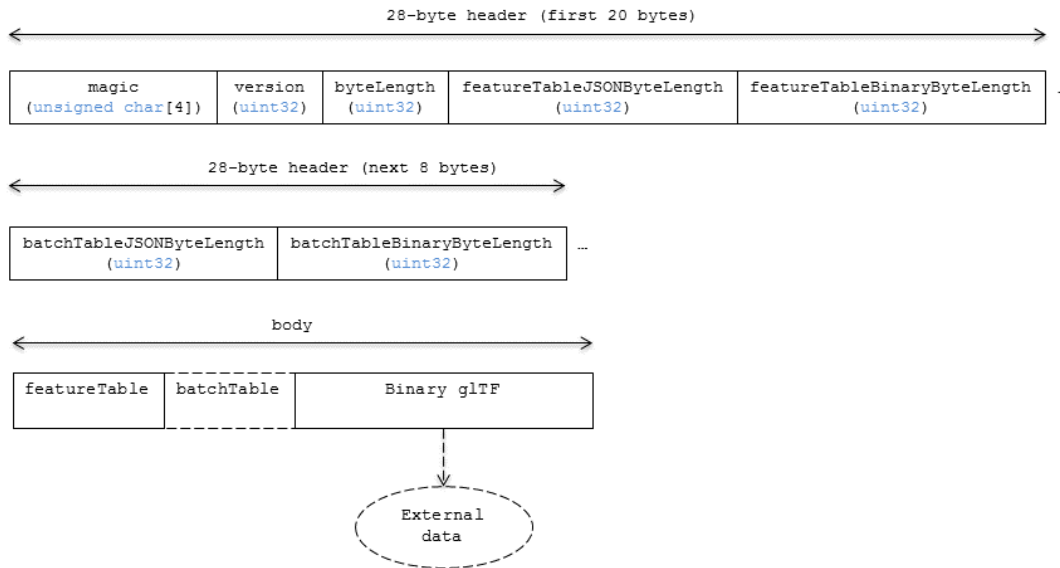 28-byte header (first 20 bytes)
magic version byteLength featureTableJSONByteLength featureTableBinaryByteLength
(unsigned char[4]) (uint32) (uint32) (uint32) (uint32) …
28-byte header (next 8 bytes)
batchTableJSONByteLength batchTableBinaryByteLength …
(uint32) (uint32)
body
featureTable batchTable Binary glTF
External
data